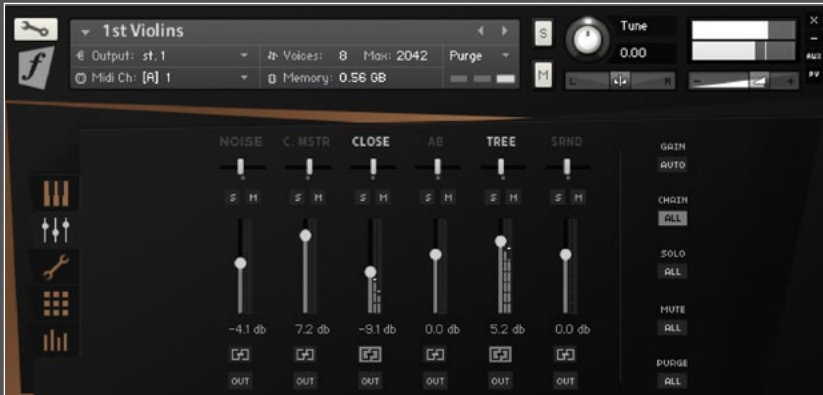 1st Violins
S
Tune
0.00
×
–
AUX
PV
Output: st. 1
Voices: 8 Max: 2042
Purge
Midi Ch: [A] 1
Memory: 0.56 GB
M
L
R
–
+
f
NOISE C. MSTR CLOSE AB TREE SRND
S M S M S M S M S M S M
-4.1 db 7.2 db -9.1 db 0.0 db 5.2 db 0.0 db
OUT OUT OUT OUT OUT OUT
GAIN
AUTO
CHAIN
ALL
SOLO
ALL
MUTE
ALL
PURGE
ALL